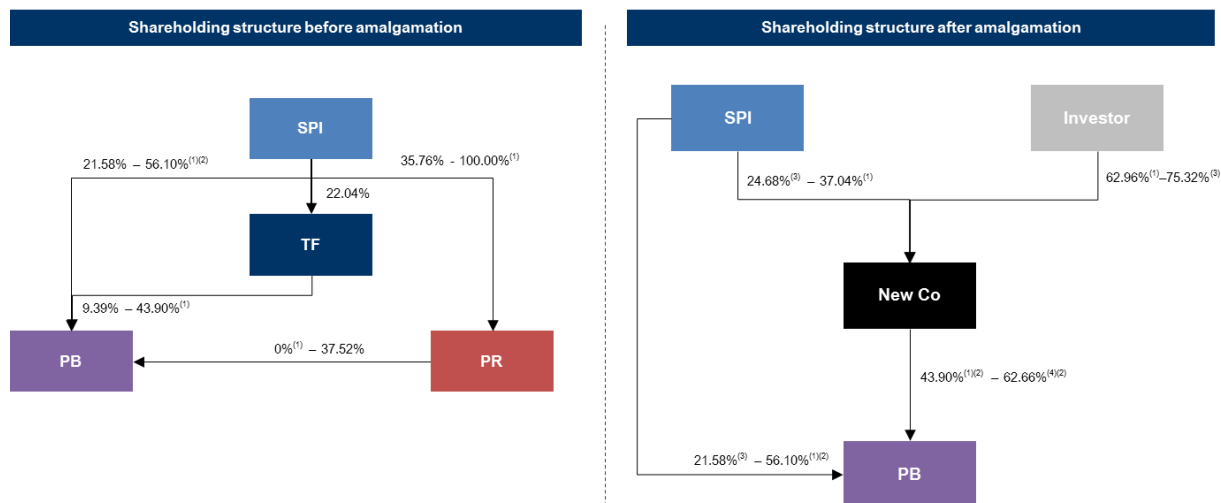 Shareholding structure before amalgamation
SPI
21.58% – 56.10%(1)(2)
35.76% - 100.00%(1)
22.04%
TF
9.39% – 43.90%(1)
PB
0%(1) – 37.52%
PR
Shareholding structure after amalgamation
SPI
Investor
24.68%(3) – 37.04%(1)
62.96%(1)–75.32%(3)
New Co
43.90%(1)(2) – 62.66%(4)(2)
21.58%(3) – 56.10%(1)(2)
PB